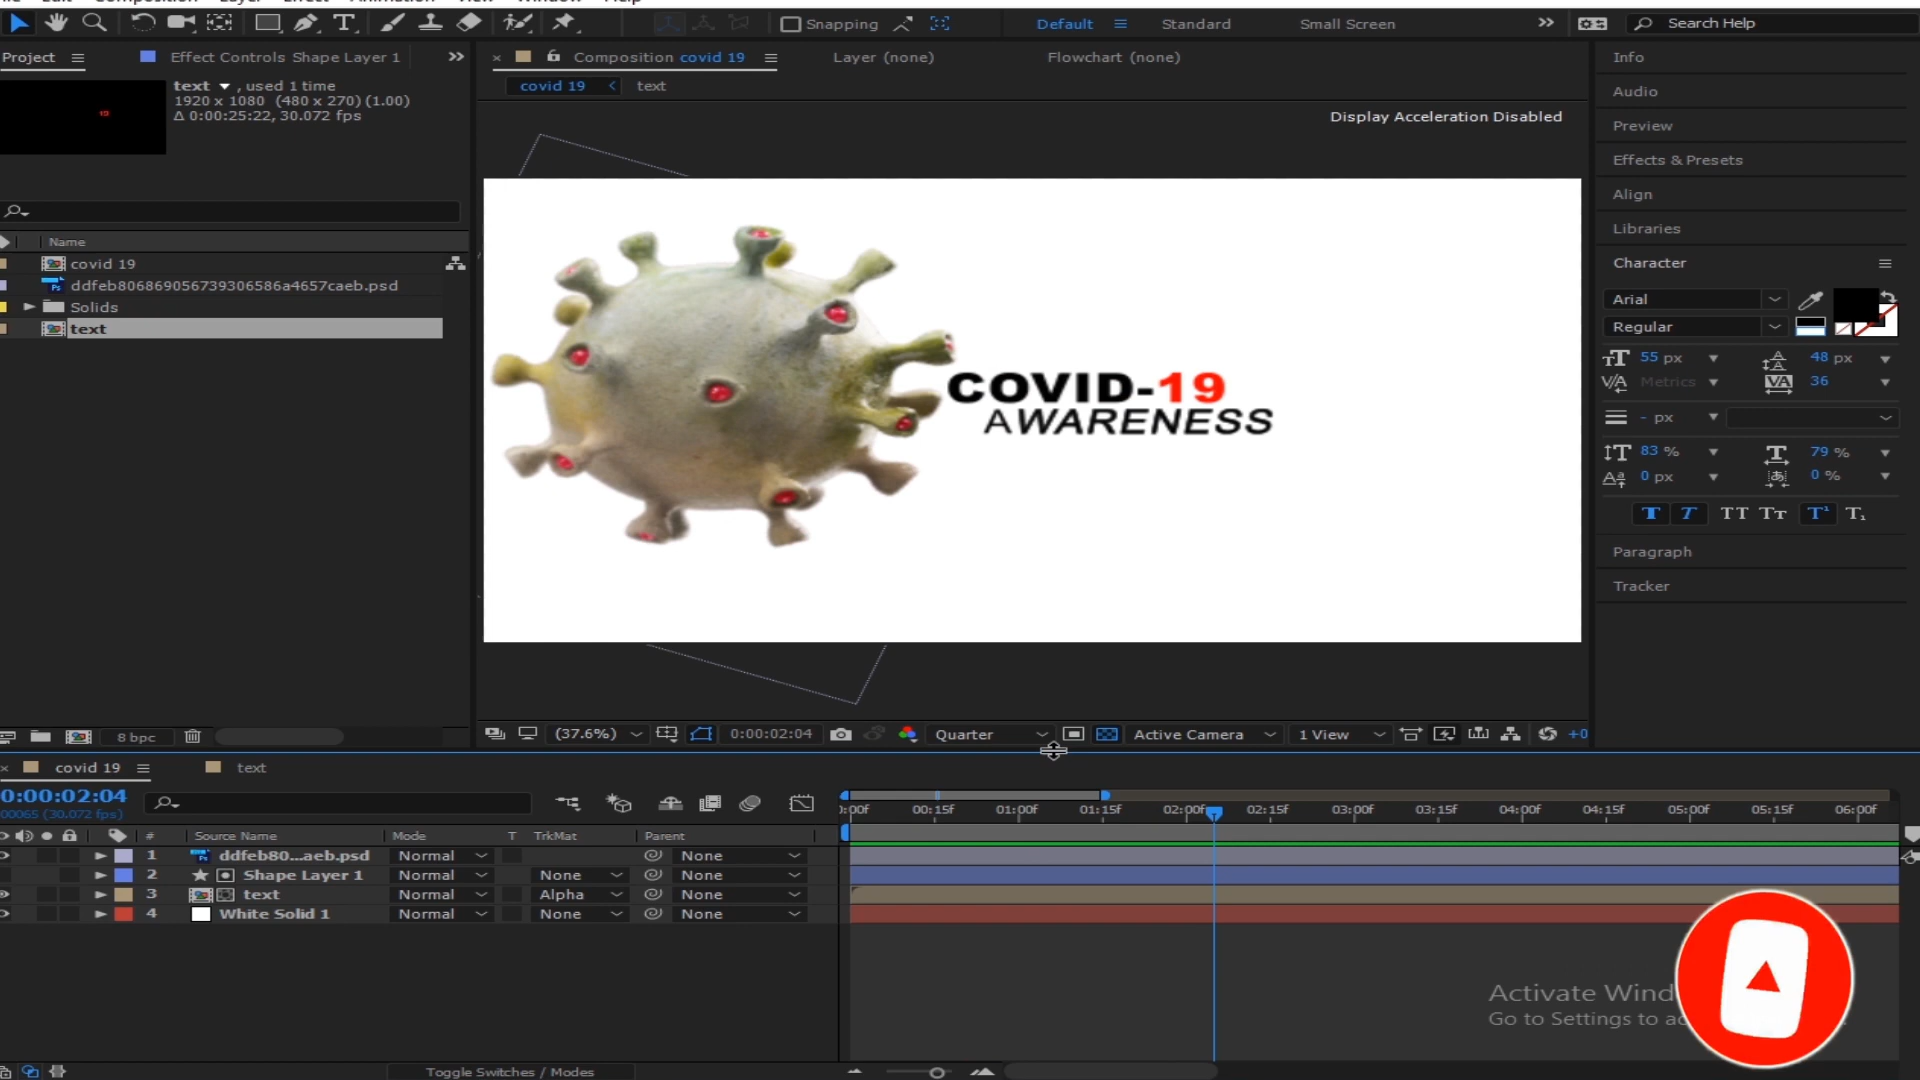 Snapping
Default
Standard
Small Screen
Search Help
Project
Effect Controls Shape Layer 1
Composition covid 19
Layer (none)
Flowchart (none)
covid 19
text
text , used 1 time
1920 x 1080 (480 x 270) (1.00)
Δ 0:00:25:22, 30.072 fps
Display Acceleration Disabled
Name
covid 19
ddfeb806869056739306586a4657caeb.psd
Solids
text
COVID-19
AWARENESS
Info
Audio
Preview
Effects & Presets
Align
Libraries
Character
Arial
Regular
55 px
48 px
Metrics
36
- px
83 %
79 %
0 px
0 %
Paragraph
Tracker
8 bpc
(37.6%)
0:00:02:04
Quarter
Active Camera
1 View
+0
covid 19
text
0:00:02:04
00065 (30.072 fps)
:00f 00:15f 01:00f 01:15f 02:00f 02:15f 03:00f 03:15f 04:00f 04:15f 05:00f 05:15f 06:00f
# Source Name Mode T TrkMat Parent
1 ddfeb80...aeb.psd Normal None
2 Shape Layer 1 Normal None None
3 text Normal Alpha None
4 White Solid 1 Normal None None
Activate Wind
Go to Settings to ac
Toggle Switches / Modes